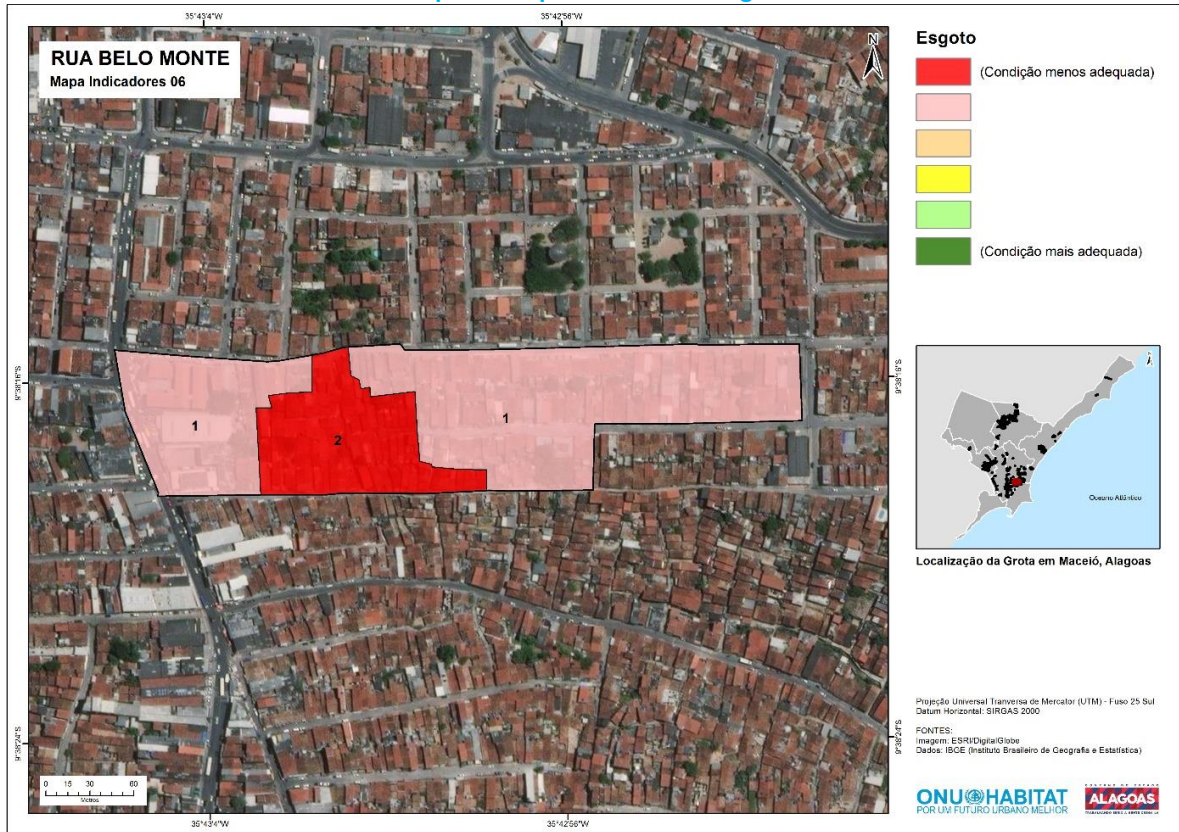 35°43'4"W
35°42'56"W
RUA BELO MONTE
Mapa Indicadores 06
N
9°38'16"S
9°38'16"S
1
2
1
9°38'24"S
9°38'24"S
0 15 30 60
Metros
35°43'4"W
35°42'56"W
Esgoto
(Condição menos adequada)
(Condição mais adequada)
Oceano Atlântico
Localização da Grota em Maceió, Alagoas
Projeção Universal Tranversa de Mercator (UTM) - Fuso 25 Sul
Datum Horizontal: SIRGAS 2000
FONTES:
Imagem: ESRI/DigitalGlobe
Dados: IBGE (Instituto Brasileiro de Geografia e Estatística)
ONU HABITAT
POR UM FUTURO URBANO MELHOR
ALAGOAS